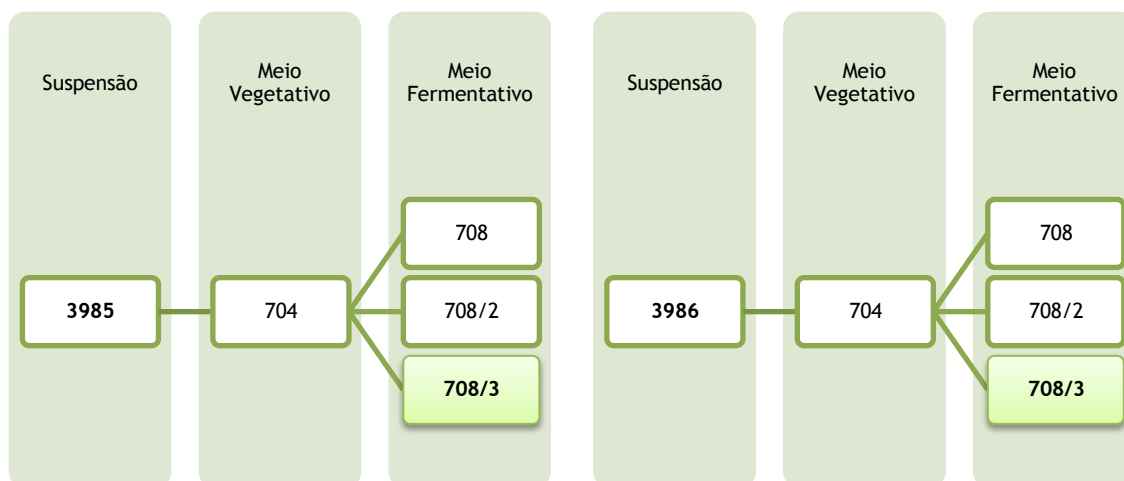 Suspensão
Meio
Vegetativo
Meio
Fermentativo
3985
704
708
708/2
708/3
Suspensão
Meio
Vegetativo
Meio
Fermentativo
3986
704
708
708/2
708/3